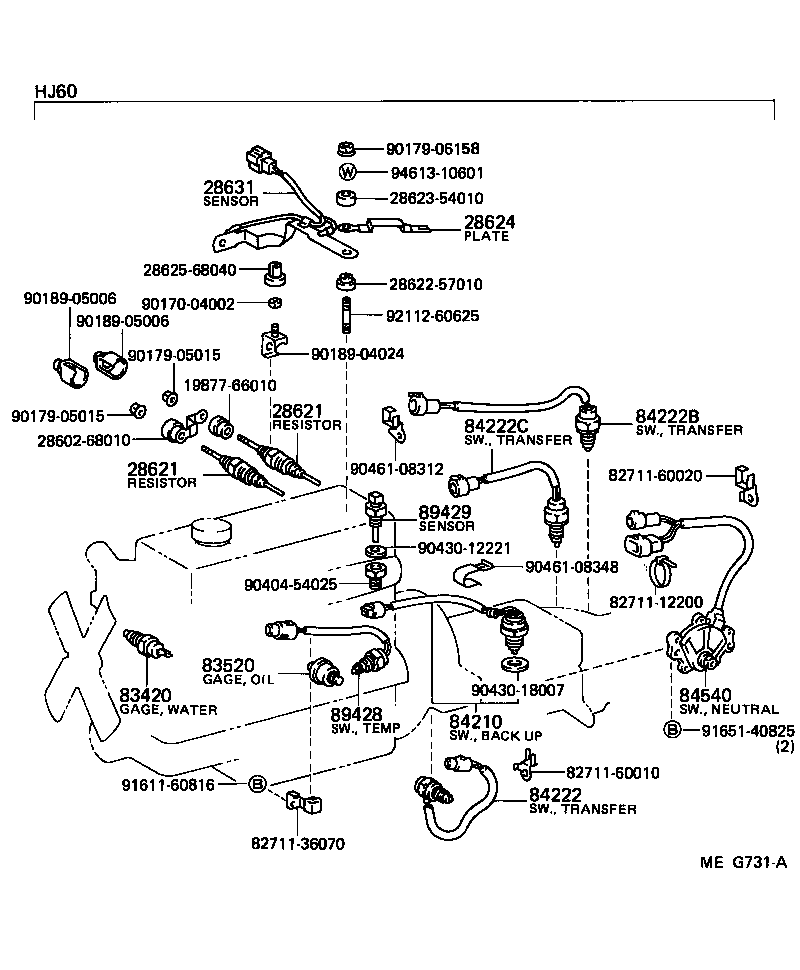 HJ60
90179-06158
W
94613-10601
28631
SENSOR
28623-54010
28624
PLATE
28625-68040
28622-57010
90189-05006
90170-04002
92112-60625
90189-05006
90179-05015
90189-04024
19877-66010
90179-05015
28621
RESISTOR
84222C
SW., TRANSFER
84222B
SW., TRANSFER
28602-68010
28621
RESISTOR
90461-08312
82711-60020
89429
SENSOR
90430-12221
90461-08348
90404-54025
82711-12200
83420
GAGE, WATER
83520
GAGE, OIL
90430-18007
84540
SW., NEUTRAL
89428
SW., TEMP
84210
SW., BACK UP
B
91651-40825
(2)
91611-60816
B
82711-60010
84222
SW., TRANSFER
82711-36070
ME G731-A